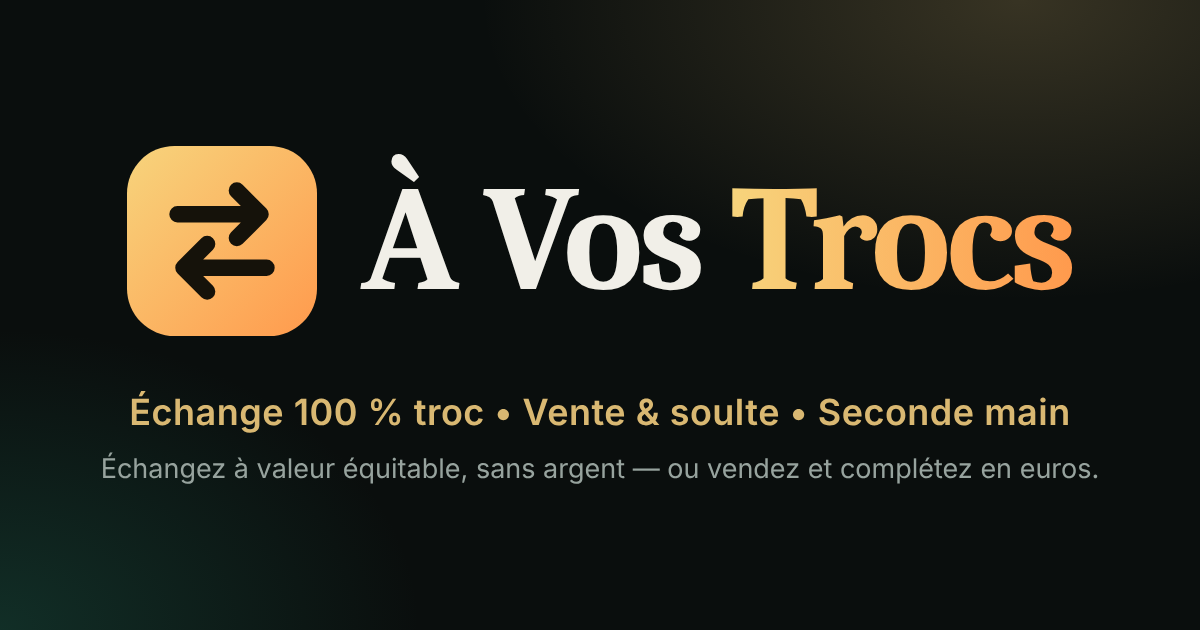 À Vos Trocs
Échange 100 % troc • Vente & soulte • Seconde main
Échangez à valeur équitable, sans argent — ou vendez et complétez en euros.